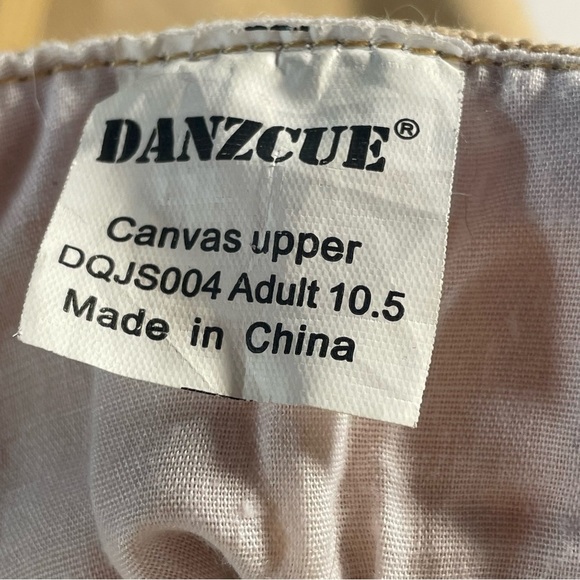 DANZCUE®
Canvas upper
DQJS004 Adult 10.5
Made in China